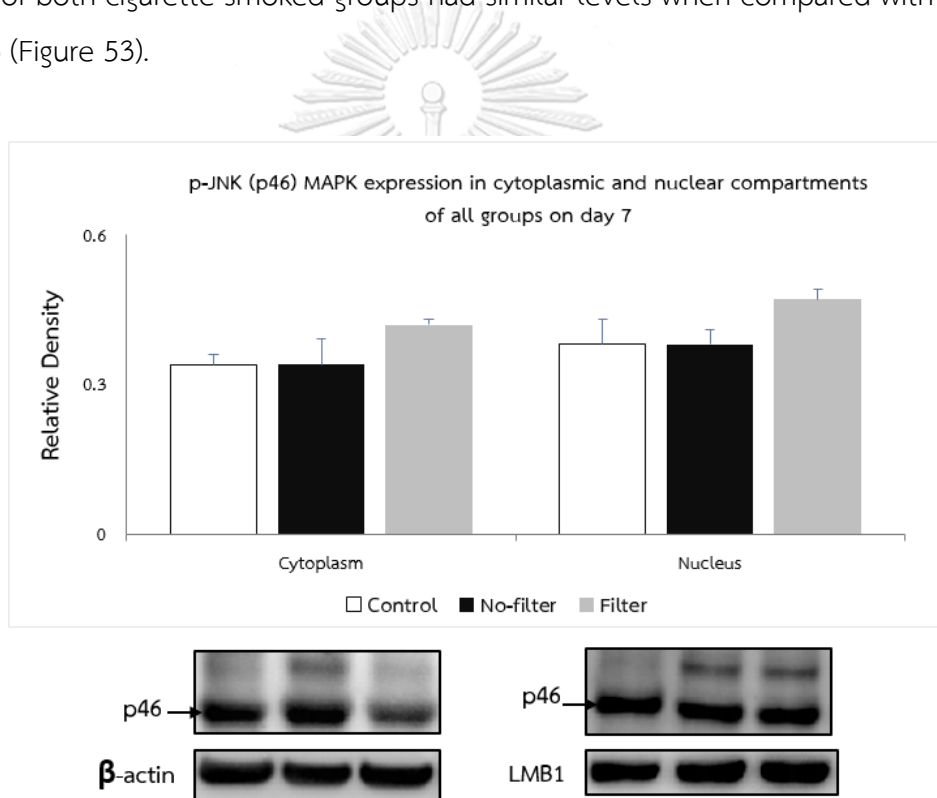 or both cigarette smoked groups had similar levels when compared with
(Figure 53).
p-JNK (p46) MAPK expression in cytoplasmic and nuclear compartments
of all groups on day 7
0.6
Relative Density
0.3
0
Cytoplasm Nucleus
Control No-filter Filter
p46 p46
β-actin LMB1